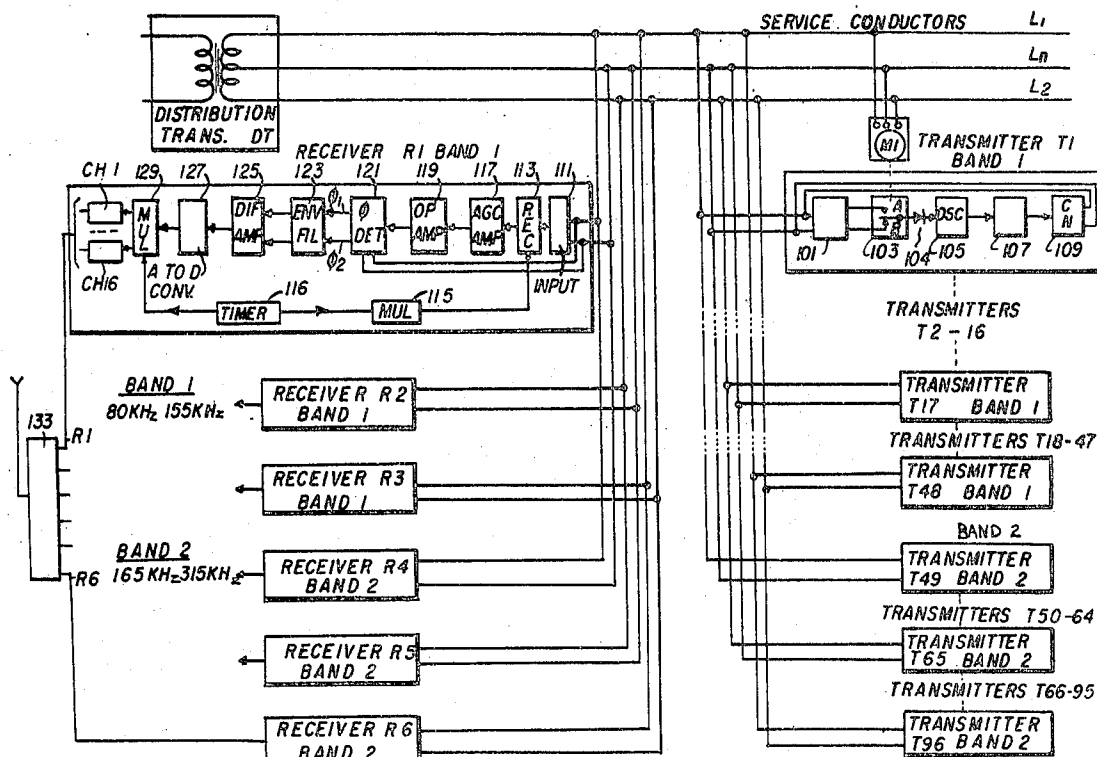 SERVICE CONDUCTORS
L1
Ln
L2
DISTRIBUTION
TRANS. DT
M1
TRANSMITTER T1
BAND 1
RECEIVER R1 BAND 1
CH 1
129
127
125
123
121
119
117
113
111
MUL
DIF
AMP
ENV
FIL
Φ1
Φ2
Φ
DET
OP
AMP
AGC
AMP
REC
INPUT
CH16
A TO D
CONV.
116
TIMER
115
MUL
A
B
OSC
CN
101
103
104
105
107
109
TRANSMITTERS
T2-16
BAND 1
80KHz 155KHz
RECEIVER R2
BAND 1
TRANSMITTER
T17 BAND 1
133
R1
TRANSMITTERS T18-47
RECEIVER R3
BAND 1
TRANSMITTER
T48 BAND 1
BAND 2
BAND 2
165KHz 315KHz
R6
RECEIVER R4
BAND 2
TRANSMITTER
T49 BAND 2
TRANSMITTERS T50-64
RECEIVER R5
BAND 2
TRANSMITTER
T65 BAND 2
TRANSMITTERS T66-95
RECEIVER R6
BAND 2
TRANSMITTER
T96 BAND 2